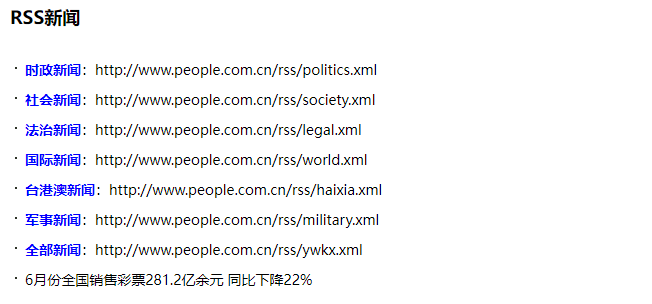 RSS新闻
· 时政新闻：http://www.people.com.cn/rss/politics.xml
· 社会新闻：http://www.people.com.cn/rss/society.xml
· 法治新闻：http://www.people.com.cn/rss/legal.xml
· 国际新闻：http://www.people.com.cn/rss/world.xml
· 台港澳新闻：http://www.people.com.cn/rss/haixia.xml
· 军事新闻：http://www.people.com.cn/rss/military.xml
· 全部新闻：http://www.people.com.cn/rss/ywkx.xml
· 6月份全国销售彩票281.2亿余元 同比下降22%